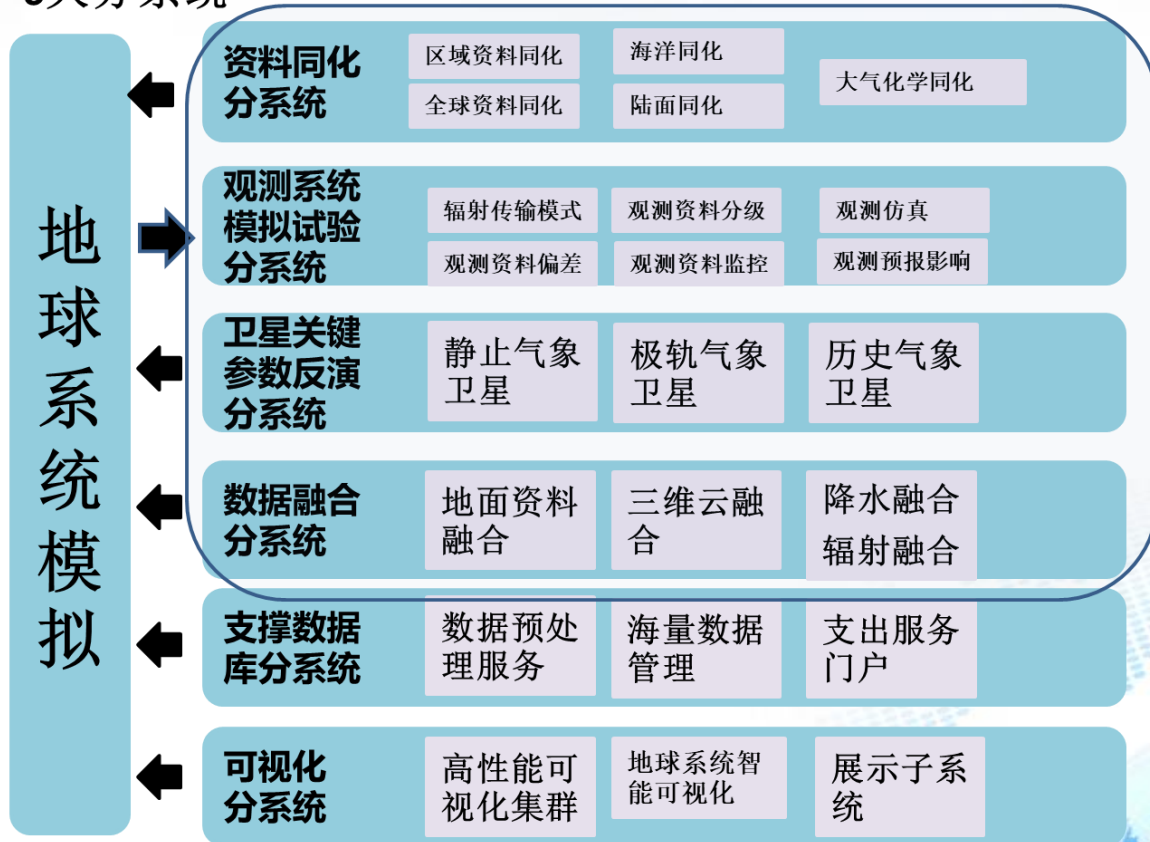 大分系统
地球系统模拟
资料同化
分系统
区域资料同化
海洋同化
大气化学同化
全球资料同化
陆面同化
观测系统
模拟试验
分系统
辐射传输模式
观测资料分级
观测仿真
观测资料偏差
观测资料监控
观测预报影响
卫星关键
参数反演
分系统
静止气象
卫星
极轨气象
卫星
历史气象
卫星
数据融合
分系统
地面资料
融合
三维云融
合
降水融合
辐射融合
支撑数据
库分系统
数据预处
理服务
海量数据
管理
支出服务
门户
可视化
分系统
高性能可
视化集群
地球系统智
能可视化
展示子系
统